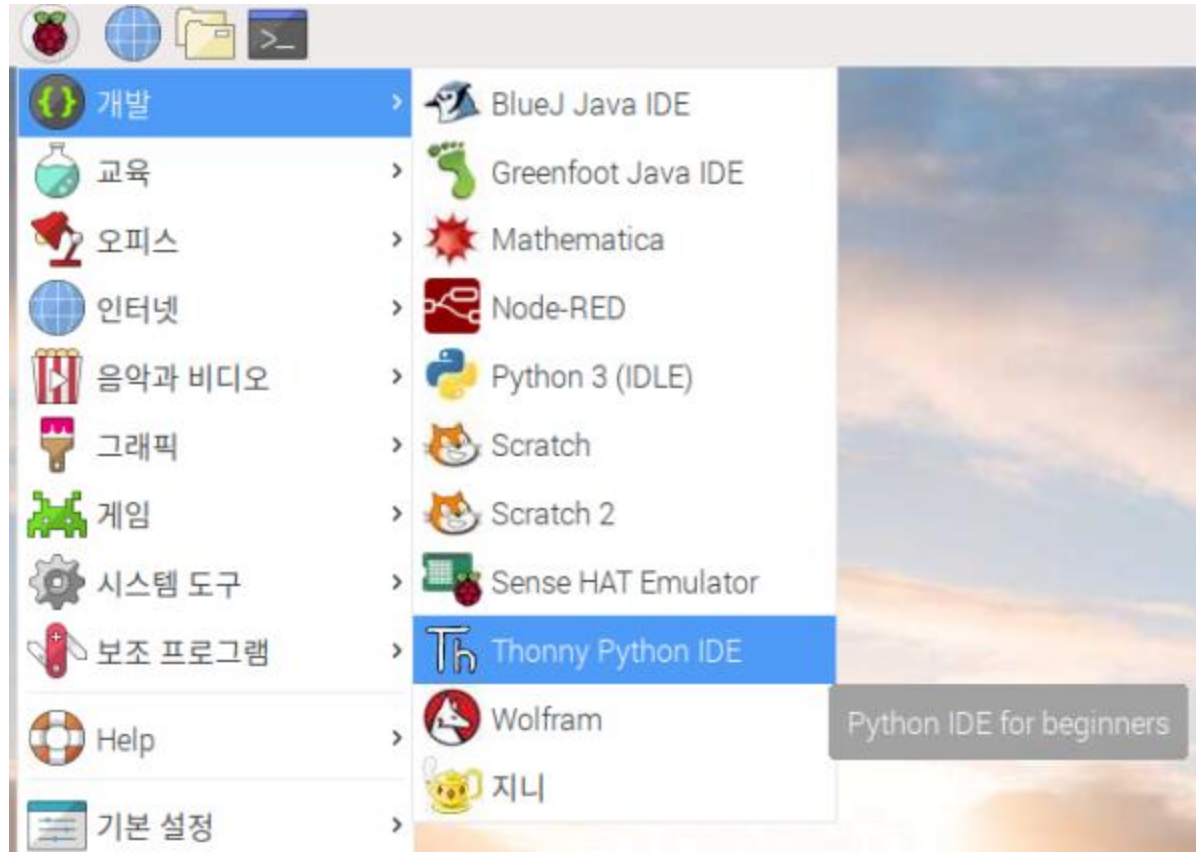 >_
개발
교육
오피스
인터넷
음악과 비디오
그래픽
게임
시스템 도구
보조 프로그램
Help
기본 설정
BlueJ Java IDE
Greenfoot Java IDE
Mathematica
Node-RED
Python 3 (IDLE)
Scratch
Scratch 2
Sense HAT Emulator
Th Thonny Python IDE
Wolfram
지니
Python IDE for beginners